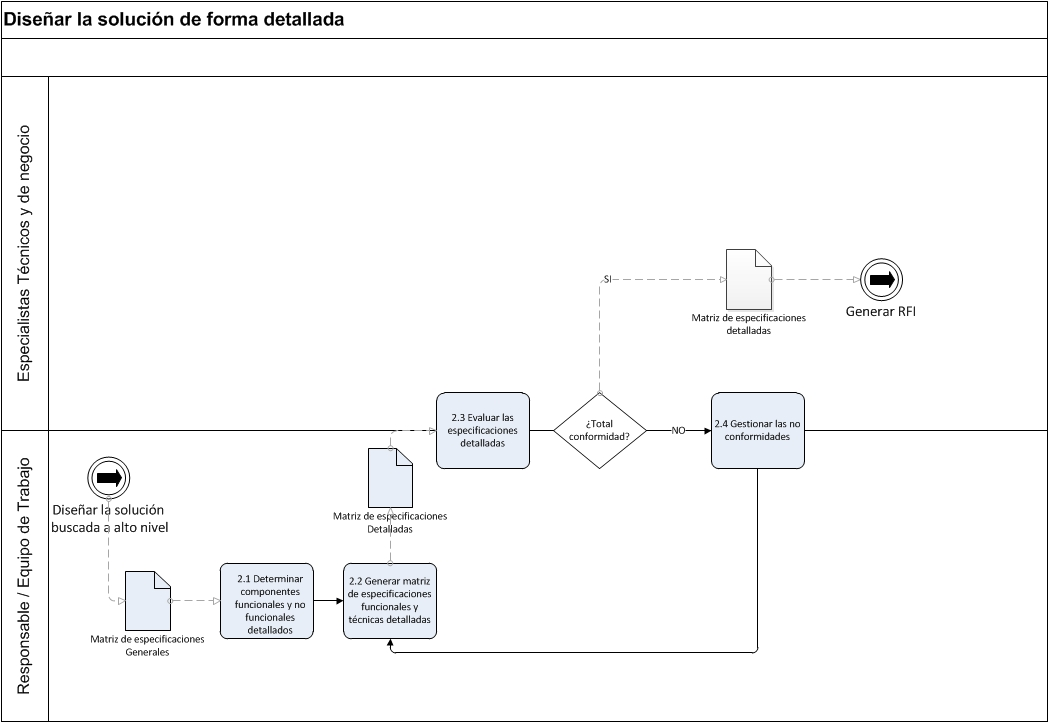 Diseñar la solución de forma detallada
Especialistas Técnicos y de negocio
SI
Matriz de especificaciones
detalladas
Generar RFI
2.3 Evaluar las
especificaciones
detalladas
¿Total
conformidad?
NO
2.4 Gestionar las no
conformidades
Responsable / Equipo de Trabajo
Diseñar la solución
buscada a alto nivel
Matriz de especificaciones
Detalladas
Matriz de especificaciones
Generales
2.1 Determinar
componentes
funcionales y no
funcionales
detallados
2.2 Generar matriz
de especificaciones
funcionales y
técnicas detalladas